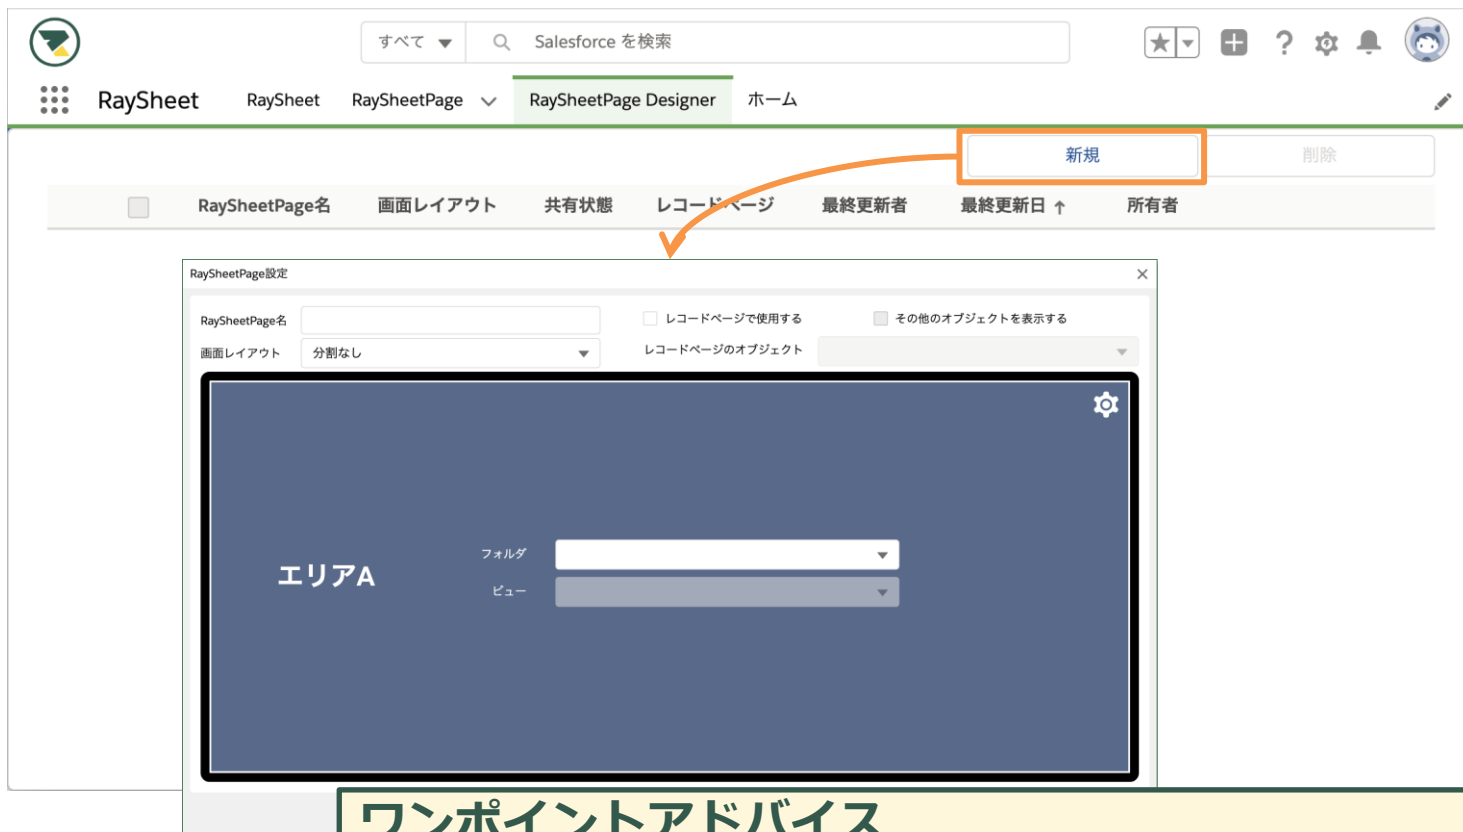 すべて
Salesforce を検索
RaySheet RaySheet RaySheetPage RaySheetPage Designer ホーム
新規 削除
RaySheetPage名 画面レイアウト 共有状態 レコードページ 最終更新者 最終更新日 ↑ 所有者
RaySheetPage設定
RaySheetPage名 レコードページで使用する その他のオブジェクトを表示する
画面レイアウト 分割なし レコードページのオブジェクト
フォルダ
エリアA
ビュー
ワンポイントアドバイス